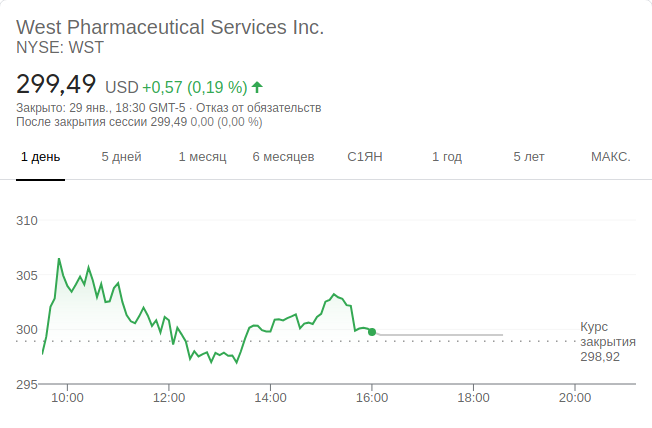 West Pharmaceutical Services Inc.
NYSE: WST
299,49 USD +0,57 (0,19 %)
Закрыто: 29 янв., 18:30 GMT-5 · Отказ от обязательств
После закрытия сессии 299,49 0,00 (0,00 %)
1 день 5 дней 1 месяц 6 месяцев С1ЯН 1 год 5 лет МАКС.
310
305
300
295
Курс
закрытия
298,92
10:00 12:00 14:00 16:00 18:00 20:00